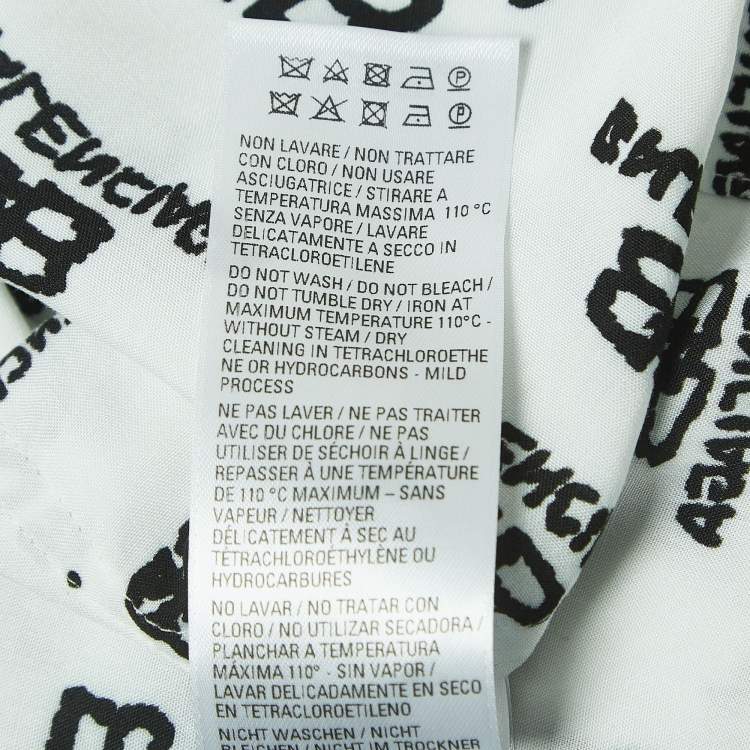 P
P
NON LAVARE / NON TRATTARE
CON CLORO / NON USARE
ASCIUGATRICE / STIRARE A
TEMPERATURA MASSIMA 110 °C
SENZA VAPORE / LAVARE
DELICATAMENTE A SECCO IN
TETRACLOROETILENE
DO NOT WASH / DO NOT BLEACH /
DO NOT TUMBLE DRY / IRON AT
MAXIMUM TEMPERATURE 110°C -
WITHOUT STEAM / DRY
CLEANING IN TETRACHLOROETHE
NE OR HYDROCARBONS - MILD
PROCESS
NE PAS LAVER / NE PAS TRAITER
AVEC DU CHLORE / NE PAS
UTILISER DE SÉCHOIR À LINGE /
REPASSER À UNE TEMPÉRATURE
DE 110 °C MAXIMUM – SANS
VAPEUR / NETTOYER
DÉLICATEMENT À SEC AU
TÉTRACHLOROÉTHYLÈNE OU
HYDROCARBURES
NO LAVAR / NO TRATAR CON
CLORO / NO UTILIZAR SECADORA /
PLANCHAR A TEMPERATURA
MÁXIMA 110° - SIN VAPOR /
LAVAR DELICADAMENTE EN SECO
EN TETRACLOROETILENO
NICHT WASCHEN / NICHT
BLEICHEN / NICHT IM TROCKNER